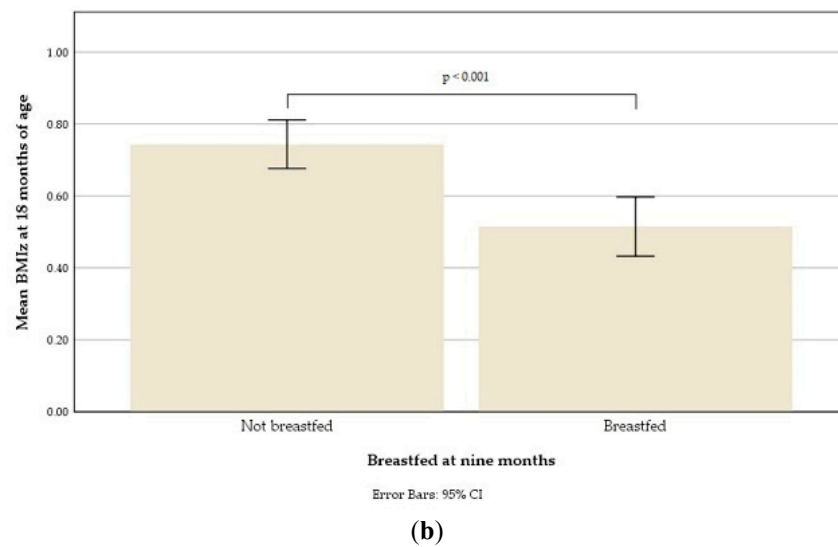 1.00
p < 0.001
0.80
0.60
0.40
0.20
0.00
Mean BMIz at 18 months of age
Not breastfed
Breastfed
Breastfed at nine months
Error Bars: 95% CI
(b)